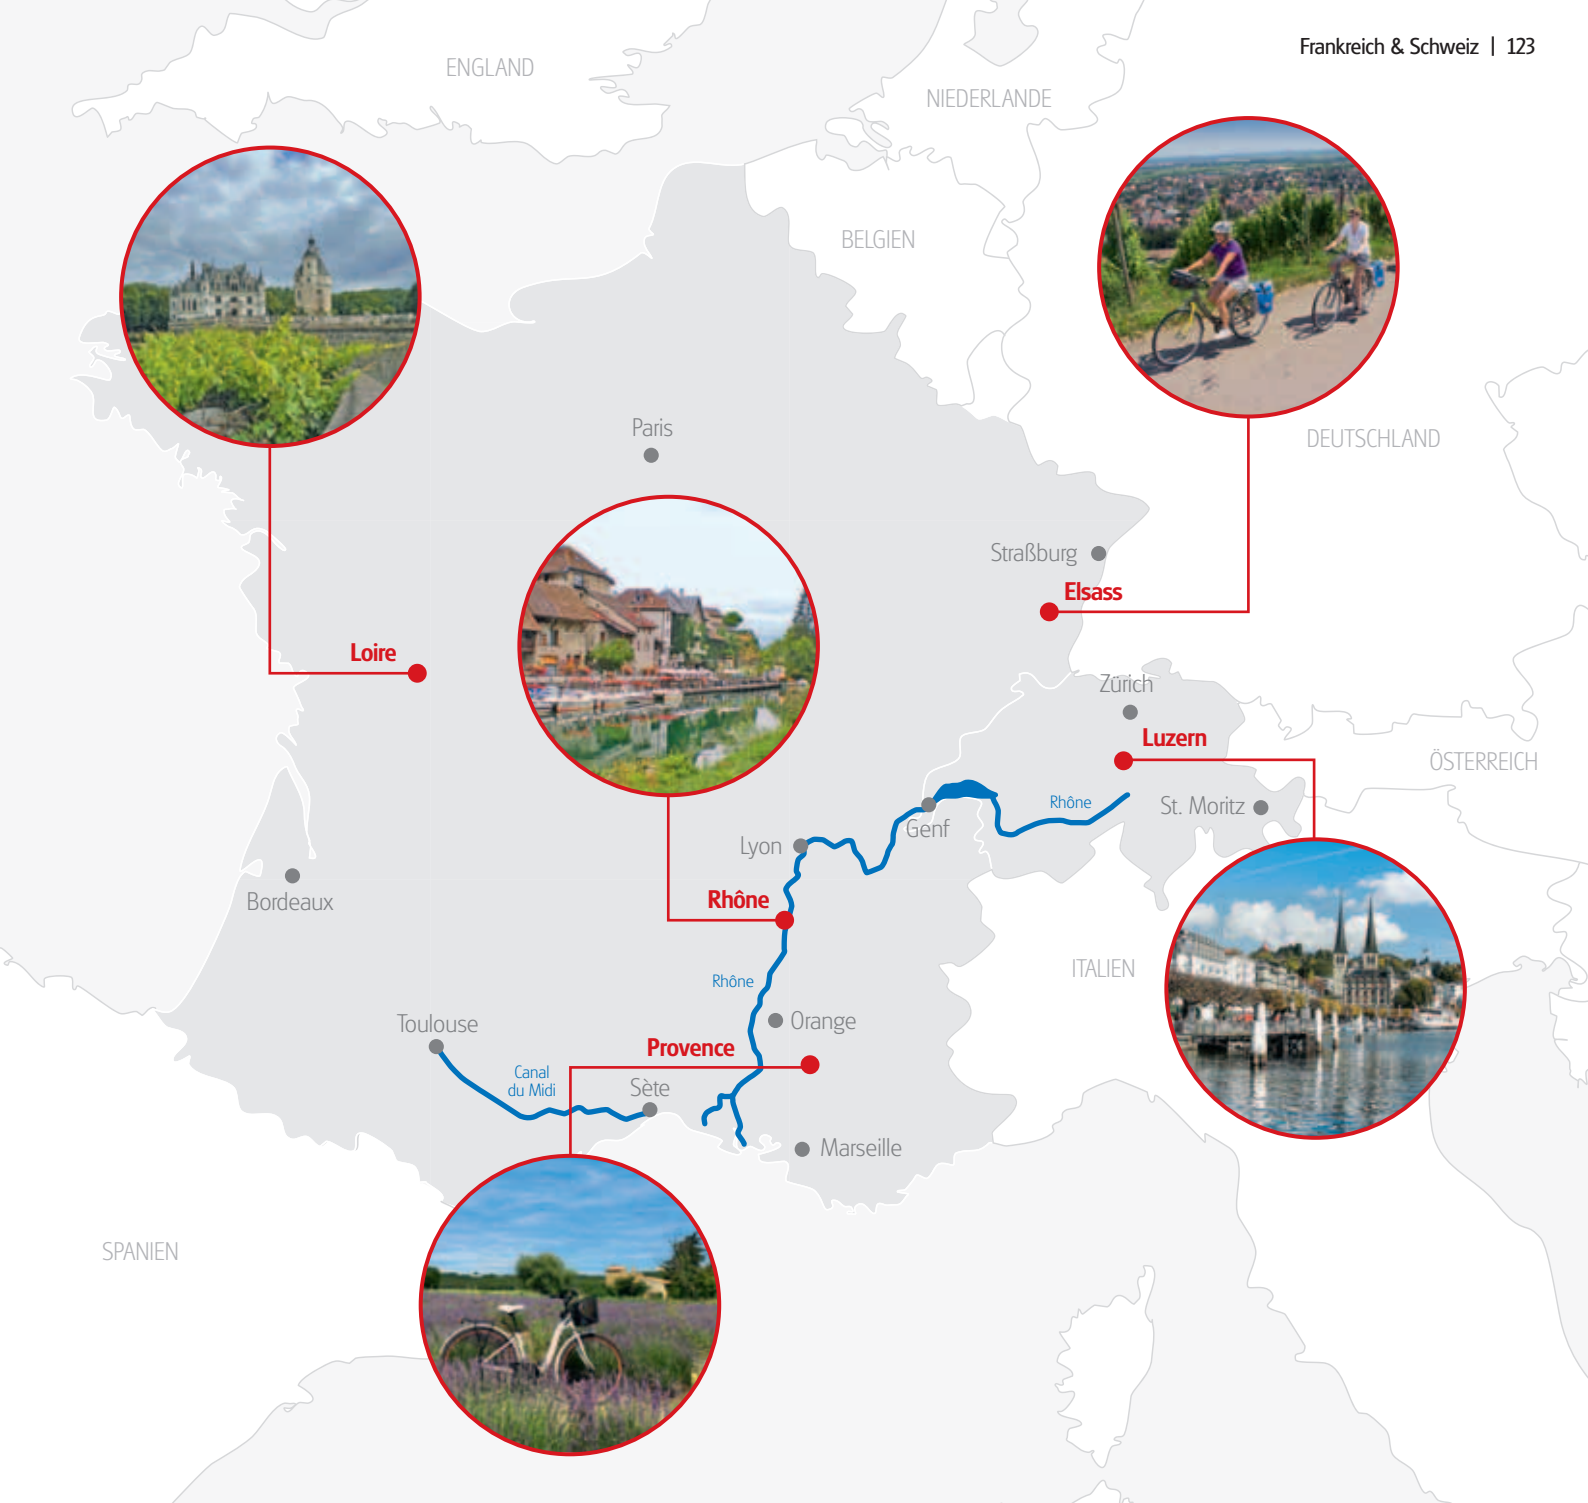 Frankreich & Schweiz | 123
ENGLAND
NIEDERLANDE
BELGIEN
DEUTSCHLAND
Paris
Straßburg
Elsass
Loire
Zürich
Luzern
ÖSTERREICH
Rhône
St. Moritz
Genf
Lyon
Bordeaux
Rhône
ITALIEN
Rhône
Orange
Toulouse
Provence
Canal
du Midi
Sète
Marseille
SPANIEN